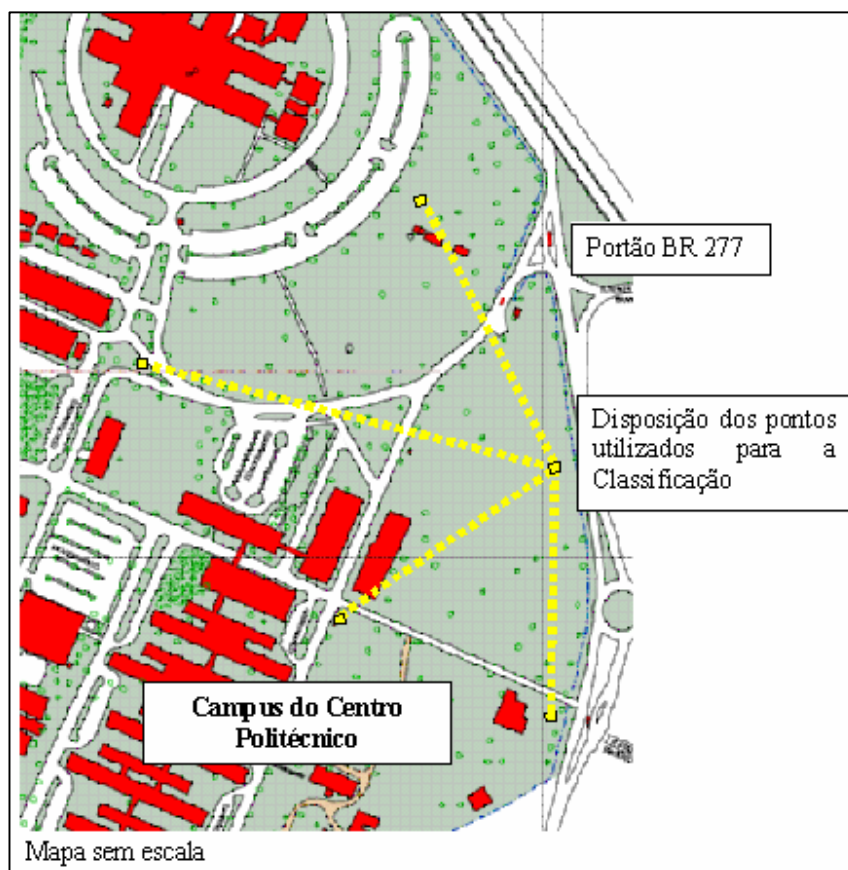 Portão BR 277
Disposição dos pontos
utilizados para a
Classificação
Campus do Centro
Politécnico
Mapa sem escala